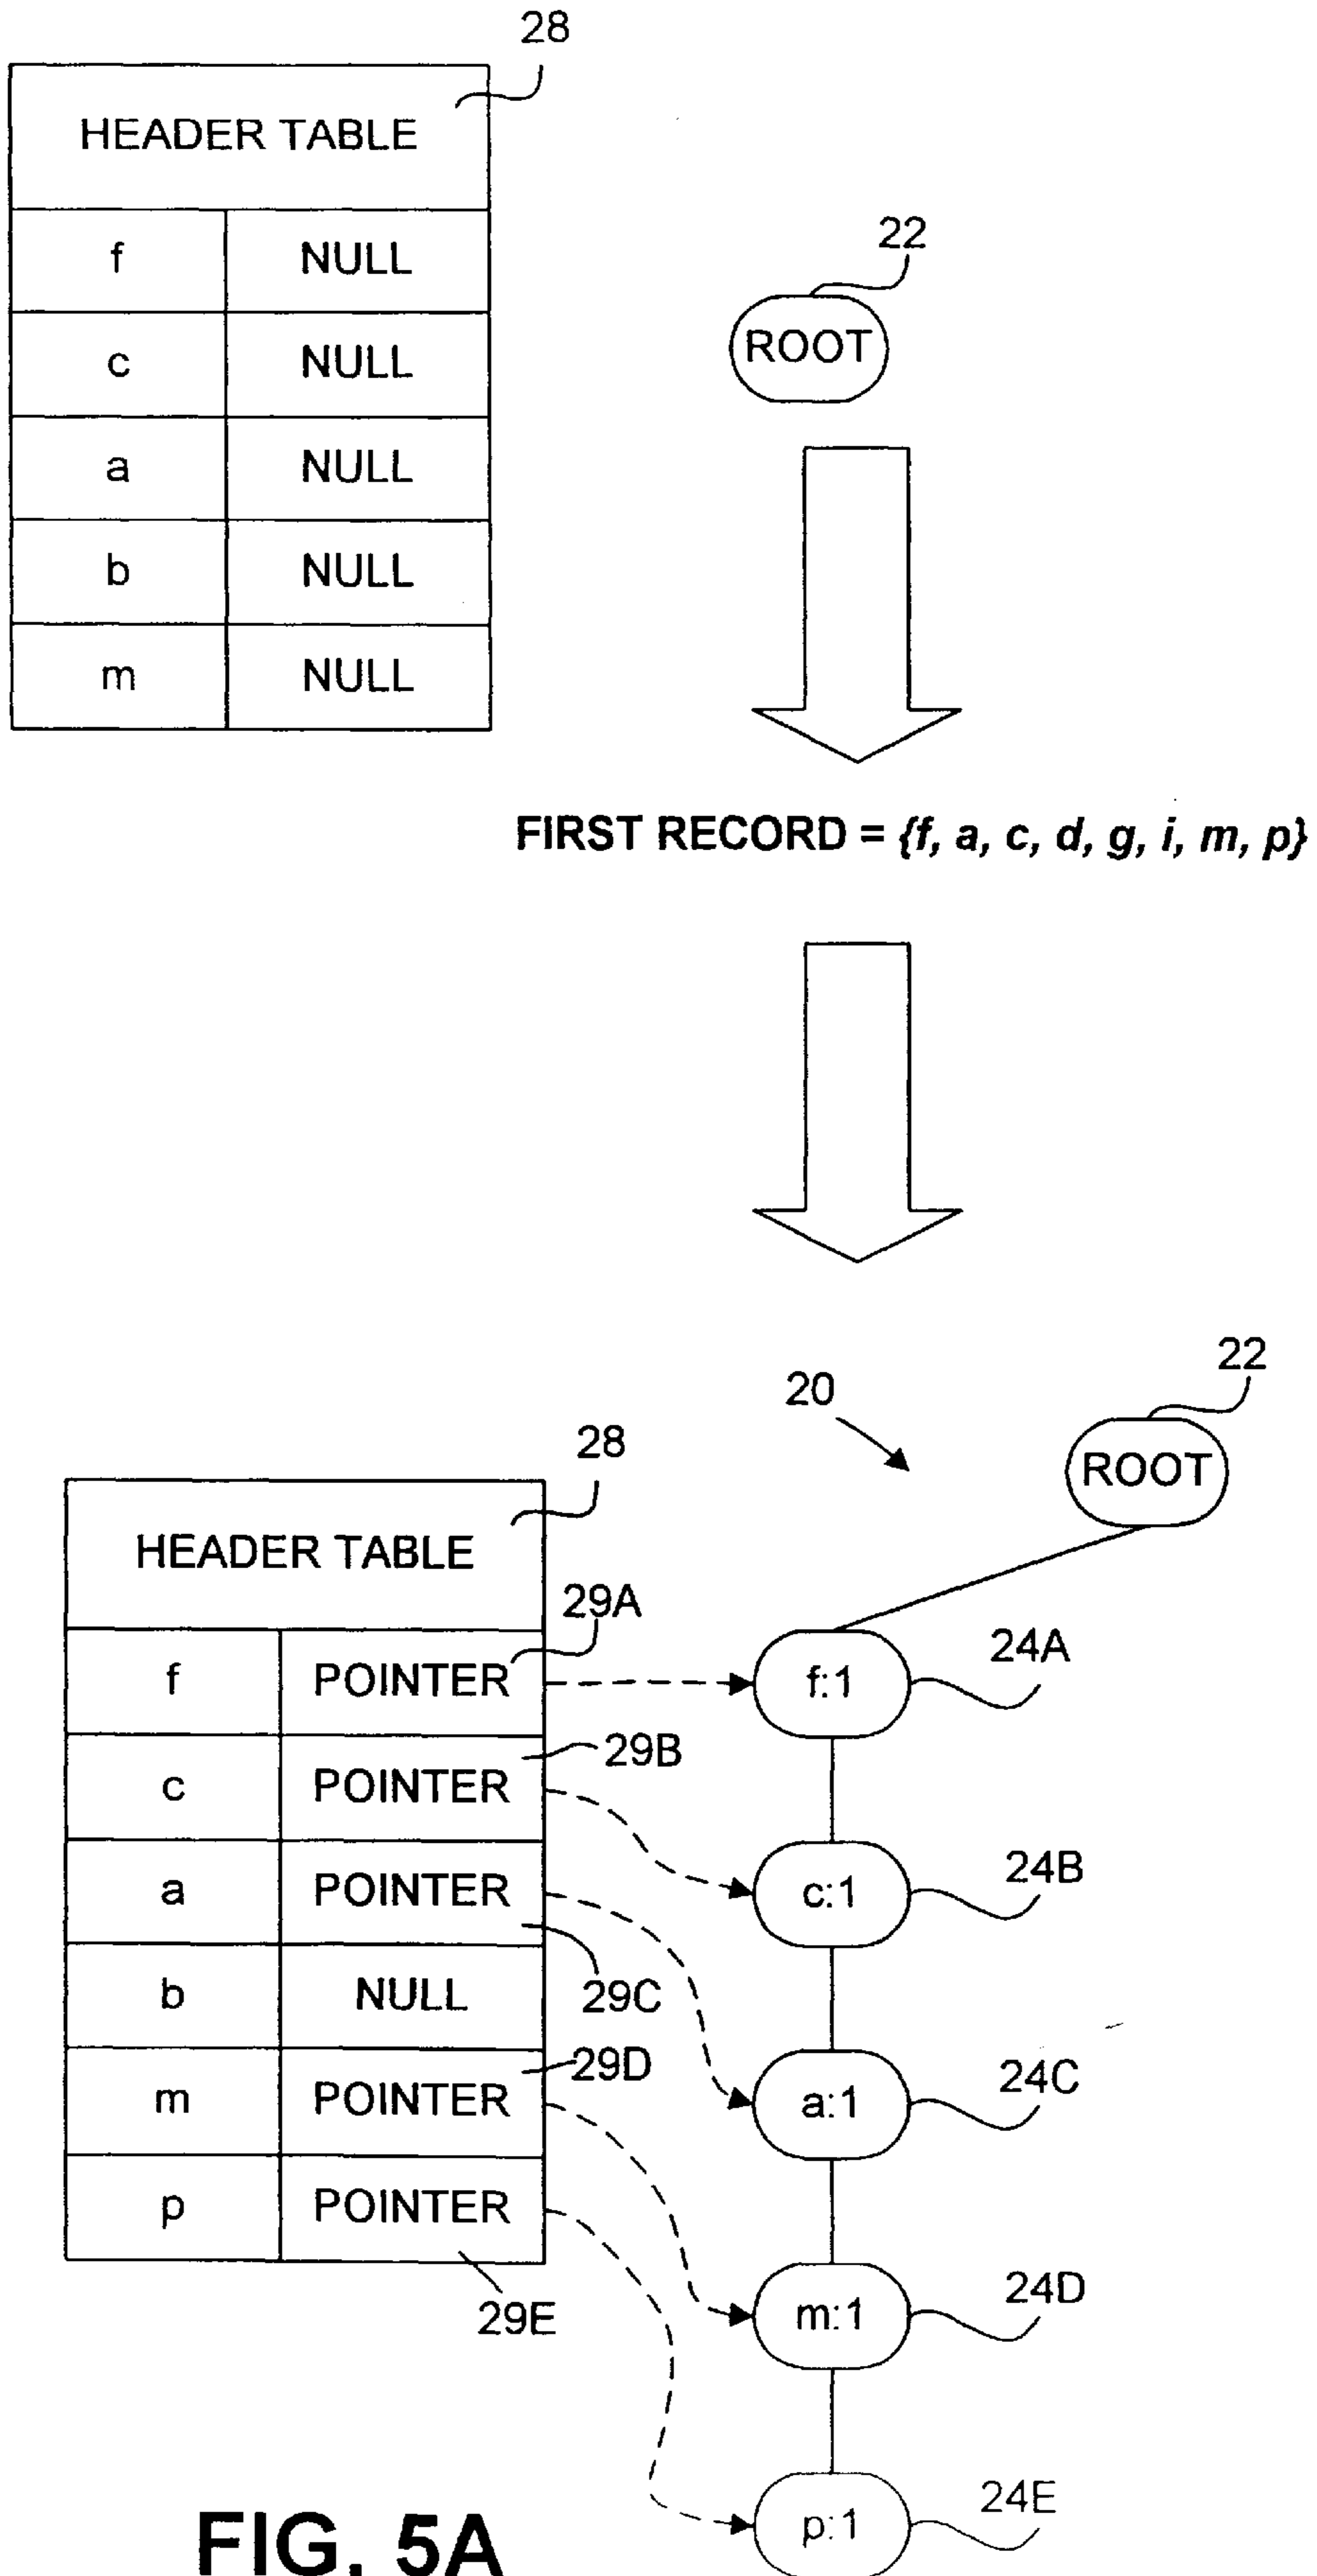 28
HEADER TABLE
f NULL
c NULL
a NULL
b NULL
m NULL
22
ROOT
FIRST RECORD = {f, a, c, d, g, i, m, p}
22
20
ROOT
28
HEADER TABLE
29A
f POINTER
f:1
24A
29B
c POINTER
c:1
24B
a POINTER
29C
b NULL
29D
a:1
24C
m POINTER
p POINTER
29E
m:1
24D
p:1
24E
FIG. 5A